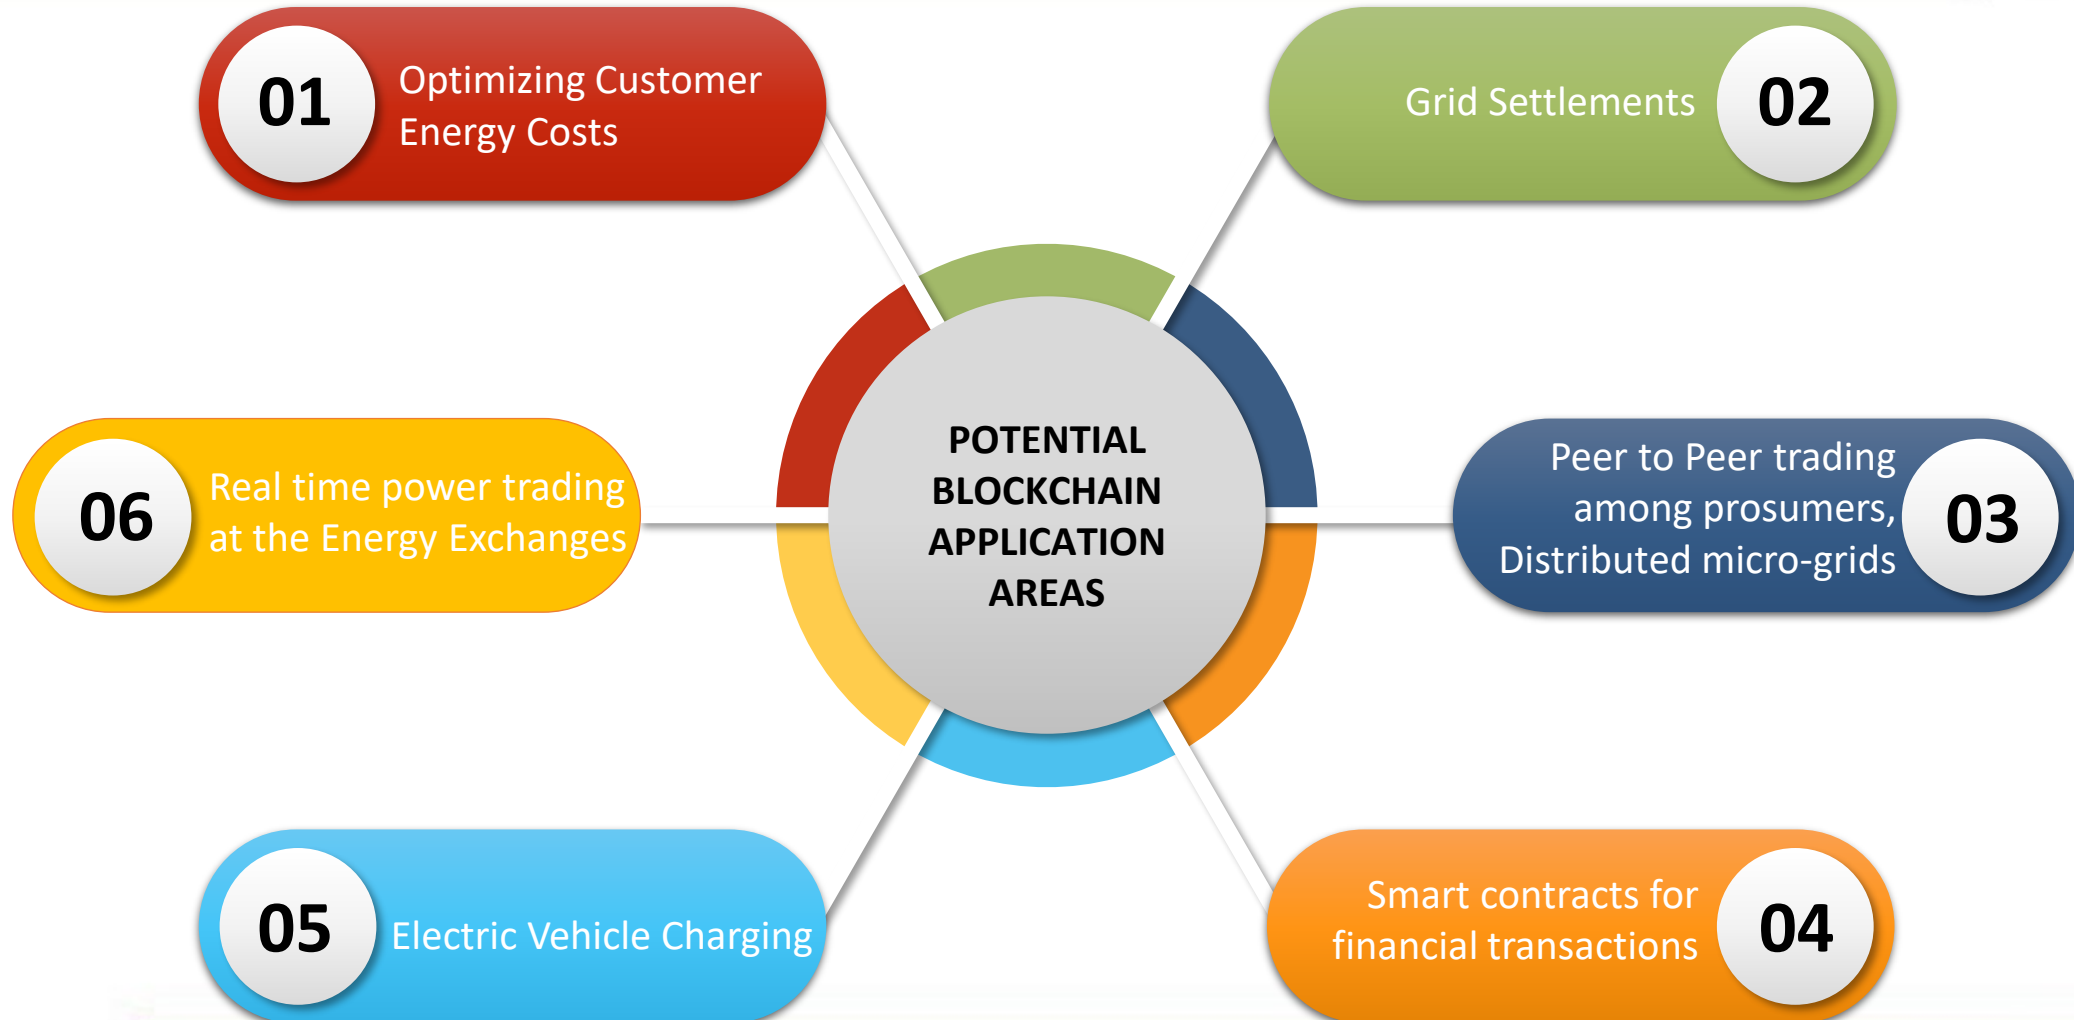 01
Optimizing Customer
Energy Costs
Grid Settlements
02
Peer to Peer trading
among prosumers,
Distributed micro-grids
03
Smart contracts for
financial transactions
04
05
Electric Vehicle Charging
06
Real time power trading
at the Energy Exchanges
POTENTIAL
BLOCKCHAIN
APPLICATION
AREAS